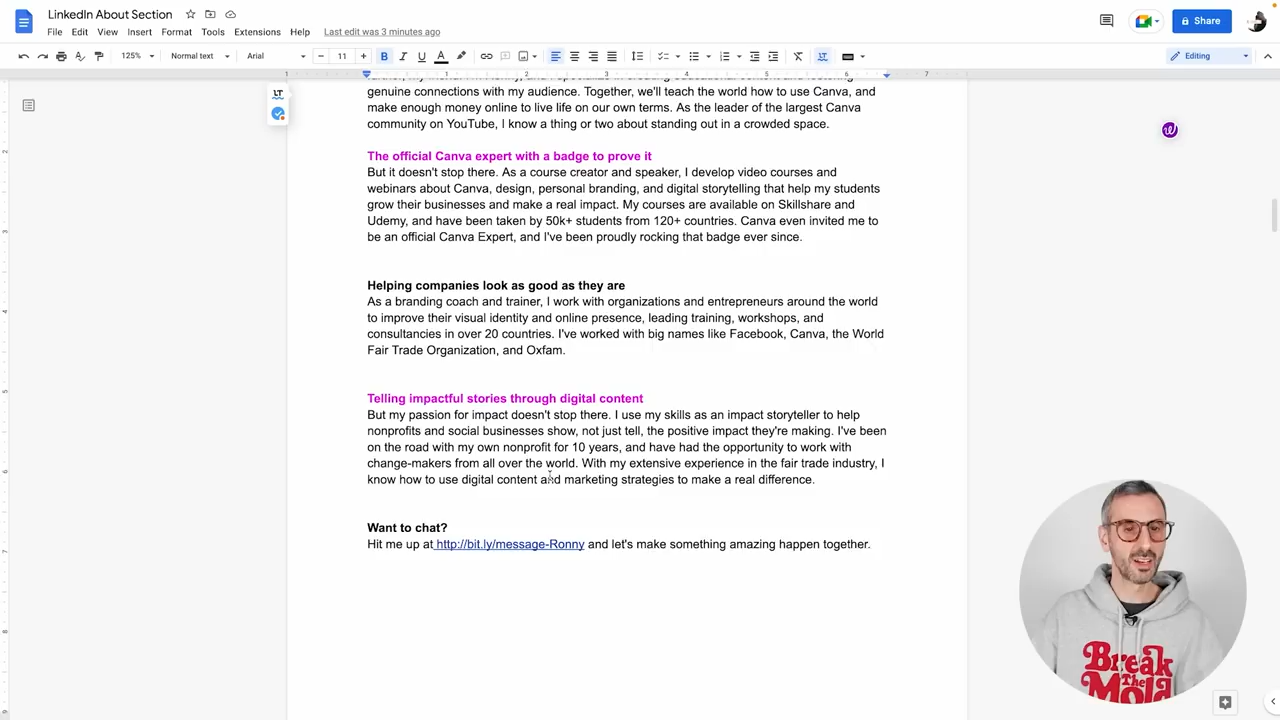 LinkedIn About Section
File Edit View Insert Format Tools Extensions Help Last edit was 3 minutes ago
Share
125% Normal text Arial 11 Editing
genuine connections with my audience. Together, we'll teach the world how to use Canva, and
make enough money online to live life on our own terms. As the leader of the largest Canva
community on YouTube, I know a thing or two about standing out in a crowded space.
The official Canva expert with a badge to prove it
But it doesn't stop there. As a course creator and speaker, I develop video courses and
webinars about Canva, design, personal branding, and digital storytelling that help my students
grow their businesses and make a real impact. My courses are available on Skillshare and
Udemy, and have been taken by 50k+ students from 120+ countries. Canva even invited me to
be an official Canva Expert, and I've been proudly rocking that badge ever since.
Helping companies look as good as they are
As a branding coach and trainer, I work with organizations and entrepreneurs around the world
to improve their visual identity and online presence, leading training, workshops, and
consultancies in over 20 countries. I've worked with big names like Facebook, Canva, the World
Fair Trade Organization, and Oxfam.
Telling impactful stories through digital content
But my passion for impact doesn't stop there. I use my skills as an impact storyteller to help
nonprofits and social businesses show, not just tell, the positive impact they're making. I've been
on the road with my own nonprofit for 10 years, and have had the opportunity to work with
change-makers from all over the world. With my extensive experience in the fair trade industry, I
know how to use digital content and marketing strategies to make a real difference.
Want to chat?
Hit me up at http://bit.ly/message-Ronny and let's make something amazing happen together.
Break
The
Mold